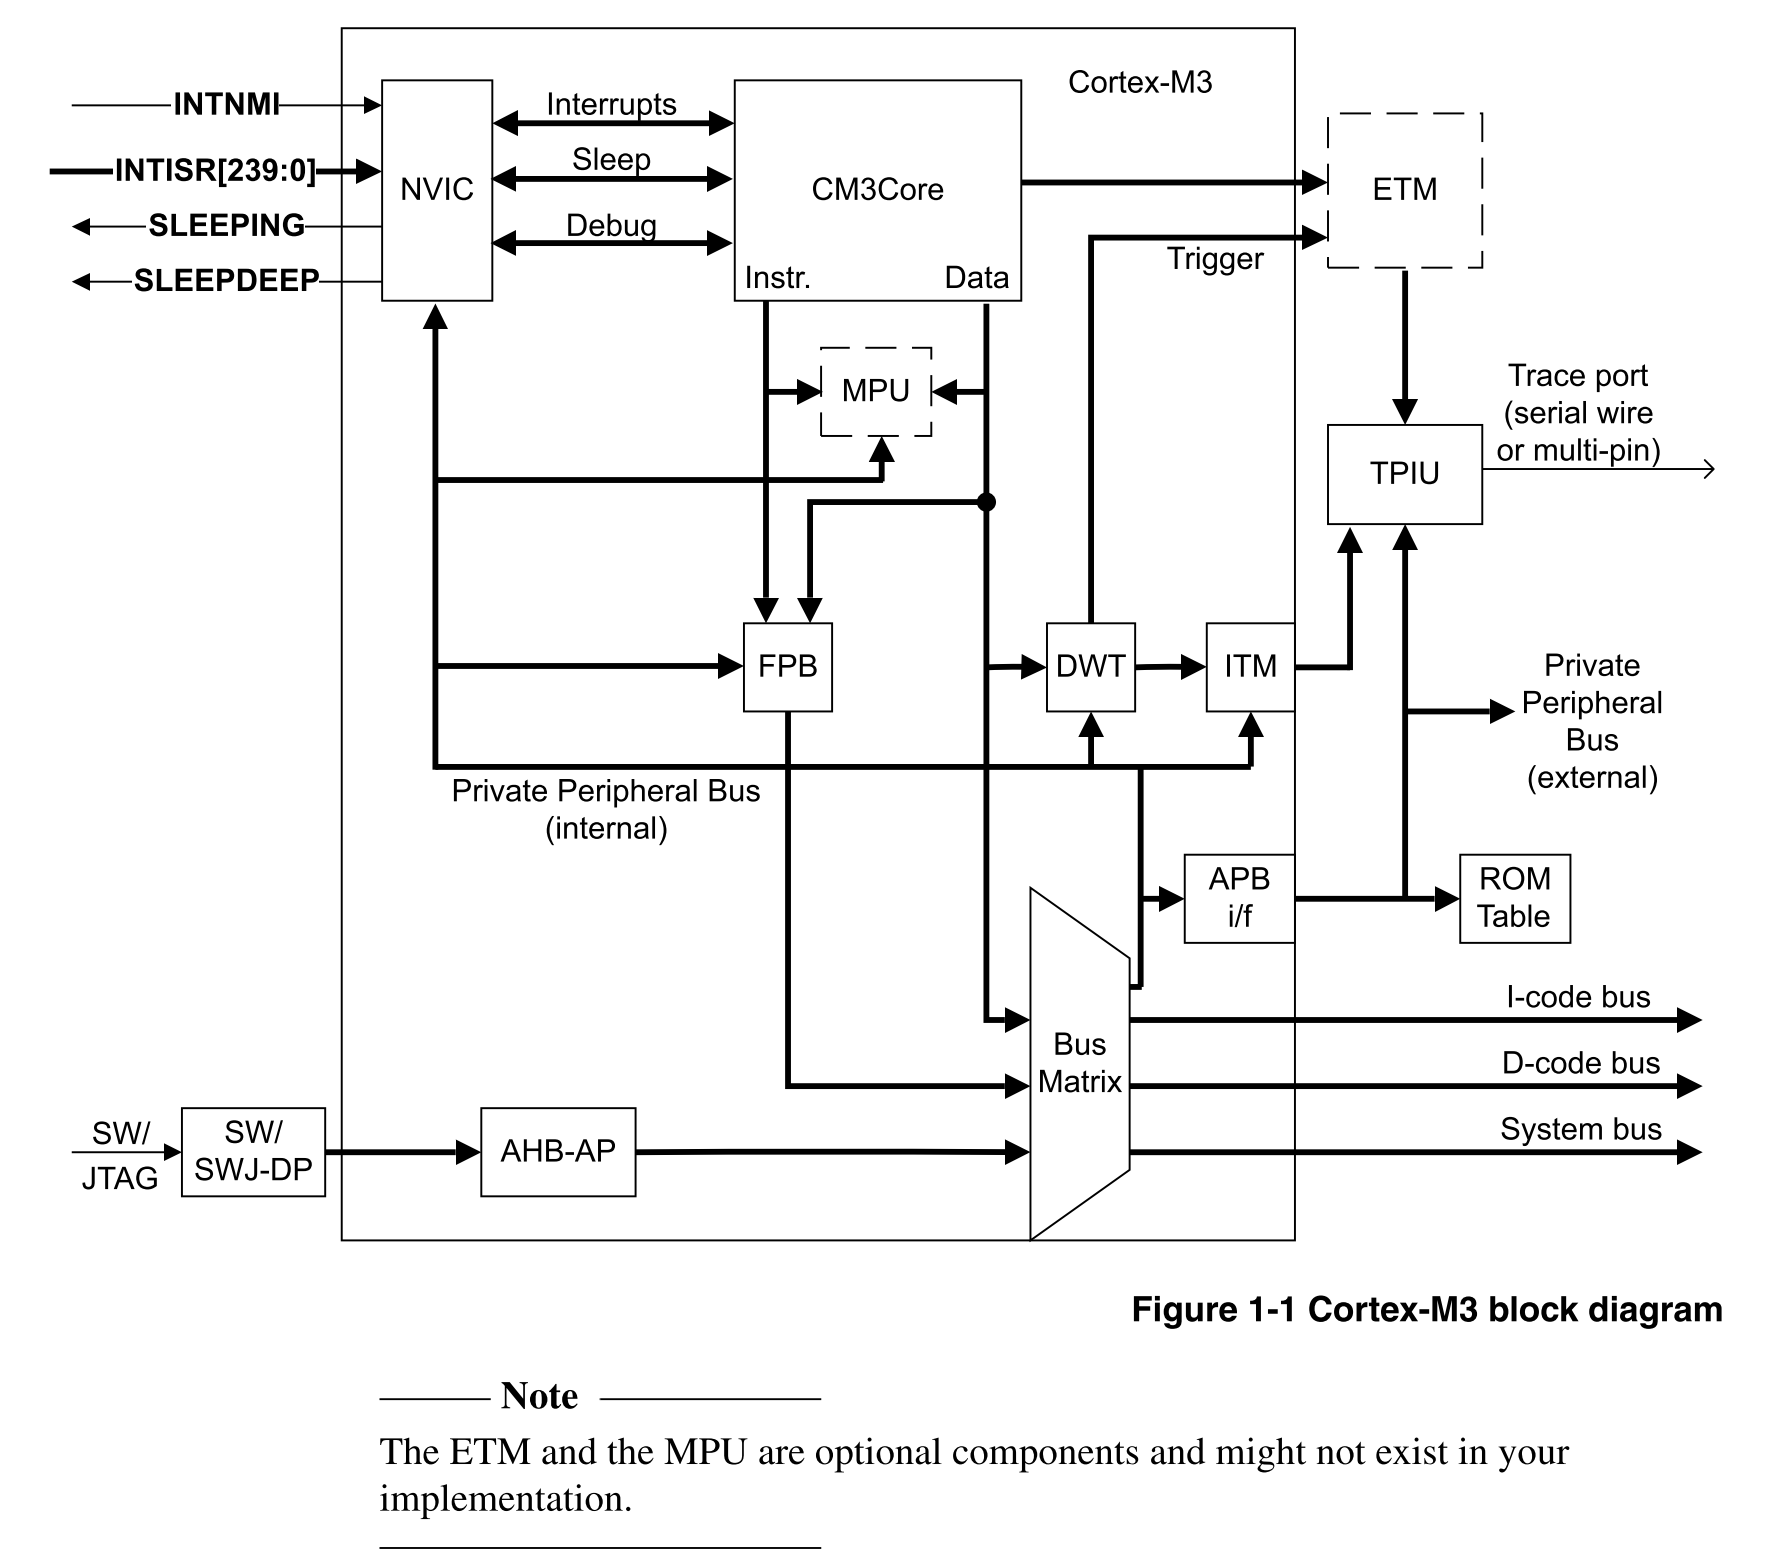 Cortex-M3
INTNMI
INTISR[239:0]
SLEEPING
SLEEPDEEP
NVIC
Interrupts
Sleep
Debug
CM3Core
Instr.
Data
ETM
Trigger
MPU
TPIU
Trace port
(serial wire
or multi-pin)
FPB
DWT
ITM
Private
Peripheral
Bus
(external)
Private Peripheral Bus
(internal)
APB
i/f
ROM
Table
Bus
Matrix
I-code bus
D-code bus
System bus
SW/
JTAG
SW/
SWJ-DP
AHB-AP
Figure 1-1 Cortex-M3 block diagram
Note
The ETM and the MPU are optional components and might not exist in your
implementation.